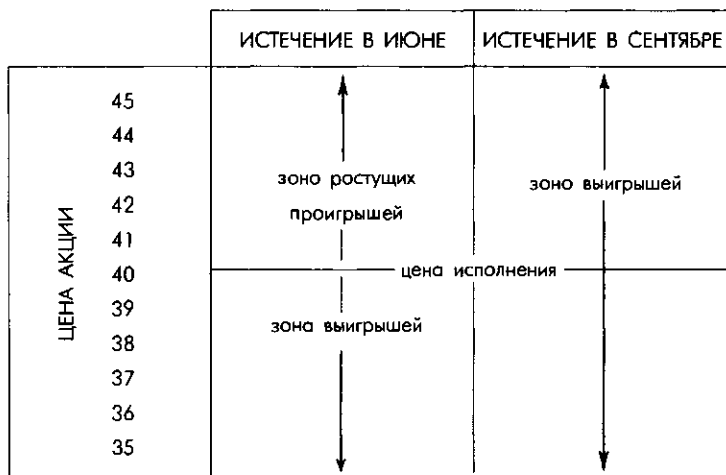 ИСТЕЧЕНИЕ В ИЮНЕ
ИСТЕЧЕНИЕ В СЕНТЯБРЕ
ЦЕНА АКЦИИ
45
44
43
42
41
40
39
38
37
36
35
зоно ростущих
проигрышей
зоно выигрышей
цена исполнения
зона выигрышей